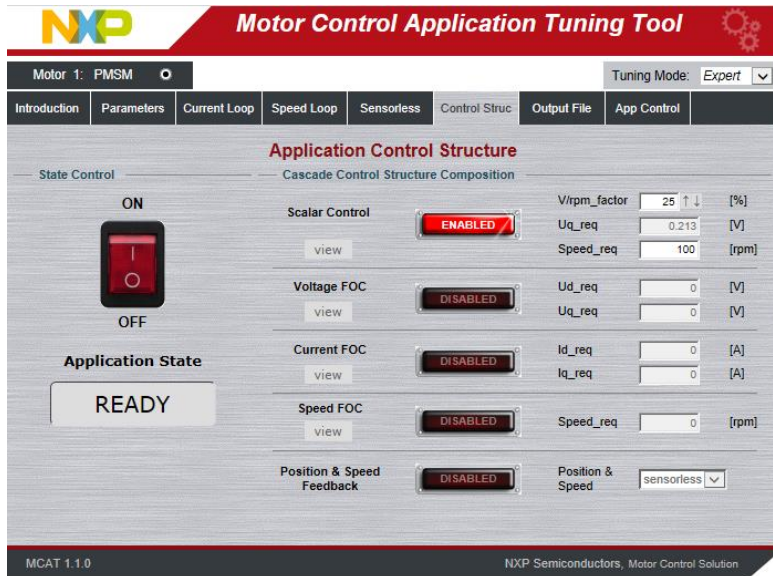 NXP Motor Control Application Tuning Tool
Motor 1: PMSM Tuning Mode: Expert
Introduction Parameters Current Loop Speed Loop Sensorless Control Struc Output File App Control
Application Control Structure
State Control Cascade Control Structure Composition
ON
OFF
Application State
READY
Scalar Control ENABLED V/rpm_factor 25 [%]
view Uq_req 0.213 [V]
Speed_req 100 [rpm]
Voltage FOC DISABLED Ud_req 0 [V]
view Uq_req 0 [V]
Current FOC DISABLED Id_req 0 [A]
view Iq_req 0 [A]
Speed FOC DISABLED Speed_req 0 [rpm]
view
Position & Speed DISABLED Position & sensorless
Feedback Speed
MCAT 1.1.0 NXP Semiconductors, Motor Control Solution